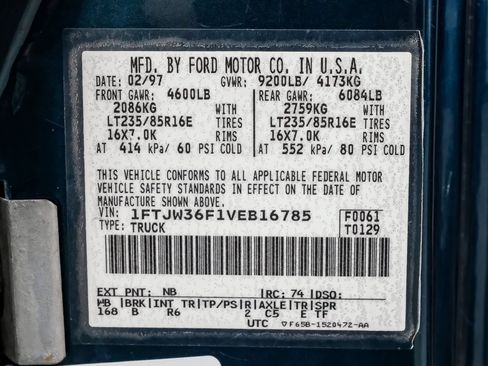 MFD. BY FORD MOTOR CO. IN U.S.A.
DATE: 02/97 GVWR: 9200LB/ 4173KG
FRONT GAWR: 4600LB REAR GAWR: 6084LB
2086KG WITH 2759KG WITH
LT235/85R16E TIRES LT235/85R16E TIRES
16X7.0K RIMS 16X7.0K RIMS
AT 414 kPa/ 60 PSI COLD AT 552 kPa/ 80 PSI COLD
THIS VEHICLE CONFORMS TO ALL APPLICABLE FEDERAL MOTOR
VEHICLE SAFETY STANDARDS IN EFFECT ON THE DATE OF
MANUFACTURE SHOWN ABOVE.
VIN: 1FTJW36F1VEB16785 F0061
TYPE: TRUCK T0129
EXT PNT: NB RC: 74 DSO:
WB BRK INT TR TP/PS R AXLE TR SPR
168 B R6 2 C5 E TF
UTC F65B-1520472-AA